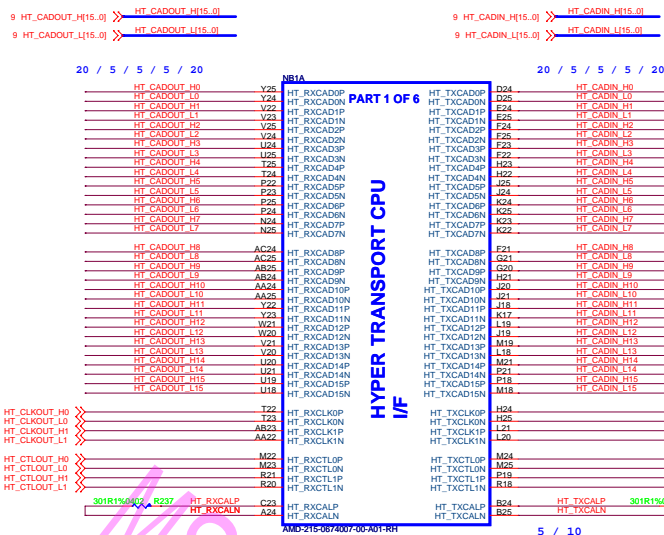 9 HT_CADOUT_H[15..0] HT_CADOUT_H[15..0] 9 HT_CADIN_H[15..0] HT_CADIN_H[15..0]
9 HT_CADOUT_L[15..0] HT_CADOUT_L[15..0] 9 HT_CADIN_L[15..0] HT_CADIN_L[15..0]
20 / 5 / 5 / 5 / 20 NB1A 20 / 5 / 5 / 5 / 20
PART 1 OF 6
HYPER TRANSPORT CPU
I/F
HT_CADOUT_H0 Y25 HT_RXCAD0P HT_TXCAD0P D24 HT_CADIN_H0
HT_CADOUT_L0 Y24 HT_RXCAD0N HT_TXCAD0N D25 HT_CADIN_L0
HT_CADOUT_H1 V22 HT_RXCAD1P HT_TXCAD1P E24 HT_CADIN_H1
HT_CADOUT_L1 V23 HT_RXCAD1N HT_TXCAD1N E25 HT_CADIN_L1
HT_CADOUT_H2 V25 HT_RXCAD2P HT_TXCAD2P F24 HT_CADIN_H2
HT_CADOUT_L2 V24 HT_RXCAD2N HT_TXCAD2N F25 HT_CADIN_L2
HT_CADOUT_H3 U24 HT_RXCAD3P HT_TXCAD3P F23 HT_CADIN_H3
HT_CADOUT_L3 U25 HT_RXCAD3N HT_TXCAD3N F22 HT_CADIN_L3
HT_CADOUT_H4 T25 HT_RXCAD4P HT_TXCAD4P H23 HT_CADIN_H4
HT_CADOUT_L4 T24 HT_RXCAD4N HT_TXCAD4N H22 HT_CADIN_L4
HT_CADOUT_H5 P22 HT_RXCAD5P HT_TXCAD5P J25 HT_CADIN_H5
HT_CADOUT_L5 P23 HT_RXCAD5N HT_TXCAD5N J24 HT_CADIN_L5
HT_CADOUT_H6 P25 HT_RXCAD6P HT_TXCAD6P K24 HT_CADIN_H6
HT_CADOUT_L6 P24 HT_RXCAD6N HT_TXCAD6N K25 HT_CADIN_L6
HT_CADOUT_H7 N24 HT_RXCAD7P HT_TXCAD7P K23 HT_CADIN_H7
HT_CADOUT_L7 N25 HT_RXCAD7N HT_TXCAD7N K22 HT_CADIN_L7
HT_CADOUT_H8 AC24 HT_RXCAD8P HT_TXCAD8P F21 HT_CADIN_H8
HT_CADOUT_L8 AC25 HT_RXCAD8N HT_TXCAD8N G21 HT_CADIN_L8
HT_CADOUT_H9 AB25 HT_RXCAD9P HT_TXCAD9P G20 HT_CADIN_H9
HT_CADOUT_L9 AB24 HT_RXCAD9N HT_TXCAD9N H21 HT_CADIN_L9
HT_CADOUT_H10 AA24 HT_RXCAD10P HT_TXCAD10P J20 HT_CADIN_H10
HT_CADOUT_L10 AA25 HT_RXCAD10N HT_TXCAD10N J21 HT_CADIN_L10
HT_CADOUT_H11 Y22 HT_RXCAD11P HT_TXCAD11P J18 HT_CADIN_H11
HT_CADOUT_L11 Y23 HT_RXCAD11N HT_TXCAD11N K17 HT_CADIN_L11
HT_CADOUT_H12 W21 HT_RXCAD12P HT_TXCAD12P L19 HT_CADIN_H12
HT_CADOUT_L12 W20 HT_RXCAD12N HT_TXCAD12N J19 HT_CADIN_L12
HT_CADOUT_H13 V21 HT_RXCAD13P HT_TXCAD13P M19 HT_CADIN_H13
HT_CADOUT_L13 V20 HT_RXCAD13N HT_TXCAD13N L18 HT_CADIN_L13
HT_CADOUT_H14 U20 HT_RXCAD14P HT_TXCAD14P M21 HT_CADIN_H14
HT_CADOUT_L14 U21 HT_RXCAD14N HT_TXCAD14N P21 HT_CADIN_L14
HT_CADOUT_H15 U19 HT_RXCAD15P HT_TXCAD15P P18 HT_CADIN_H15
HT_CADOUT_L15 U18 HT_RXCAD15N HT_TXCAD15N M18 HT_CADIN_L15
HT_CLKOUT_H0 T22 HT_RXCLK0P HT_TXCLK0P H24
HT_CLKOUT_L0 T23 HT_RXCLK0N HT_TXCLK0N H25
HT_CLKOUT_H1 AB23 HT_RXCLK1P HT_TXCLK1P L21
HT_CLKOUT_L1 AA22 HT_RXCLK1N HT_TXCLK1N L20
HT_CTLOUT_H0 M22 HT_RXCTL0P HT_TXCTL0P M24
HT_CTLOUT_L0 M23 HT_RXCTL0N HT_TXCTL0N M25
HT_CTLOUT_H1 R21 HT_RXCTL1P HT_TXCTL1P P19
HT_CTLOUT_L1 R20 HT_RXCTL1N HT_TXCTL1N R18
301R1%0402 R237 HT_RXCALP C23 HT_RXCALP HT_TXCALP B24 HT_TXCALP 301R1%0
HT_RXCALN A24 HT_RXCALN HT_TXCALN B25 HT_TXCALN
AMD-215-0674007-00-A01-RH
5 / 10